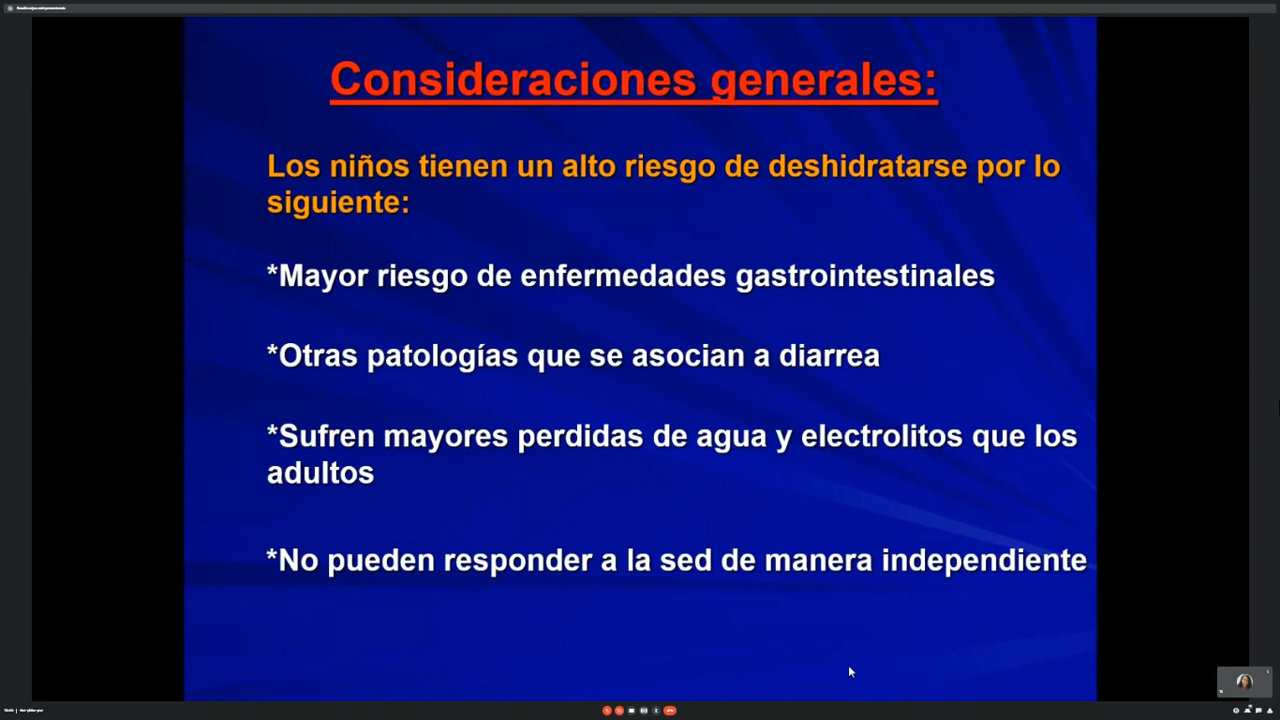 Consideraciones generales:
Los niños tienen un alto riesgo de deshidratarse por lo
siguiente:
*Mayor riesgo de enfermedades gastrointestinales
*Otras patologías que se asocian a diarrea
*Sufren mayores perdidas de agua y electrolitos que los
adultos
*No pueden responder a la sed de manera independiente